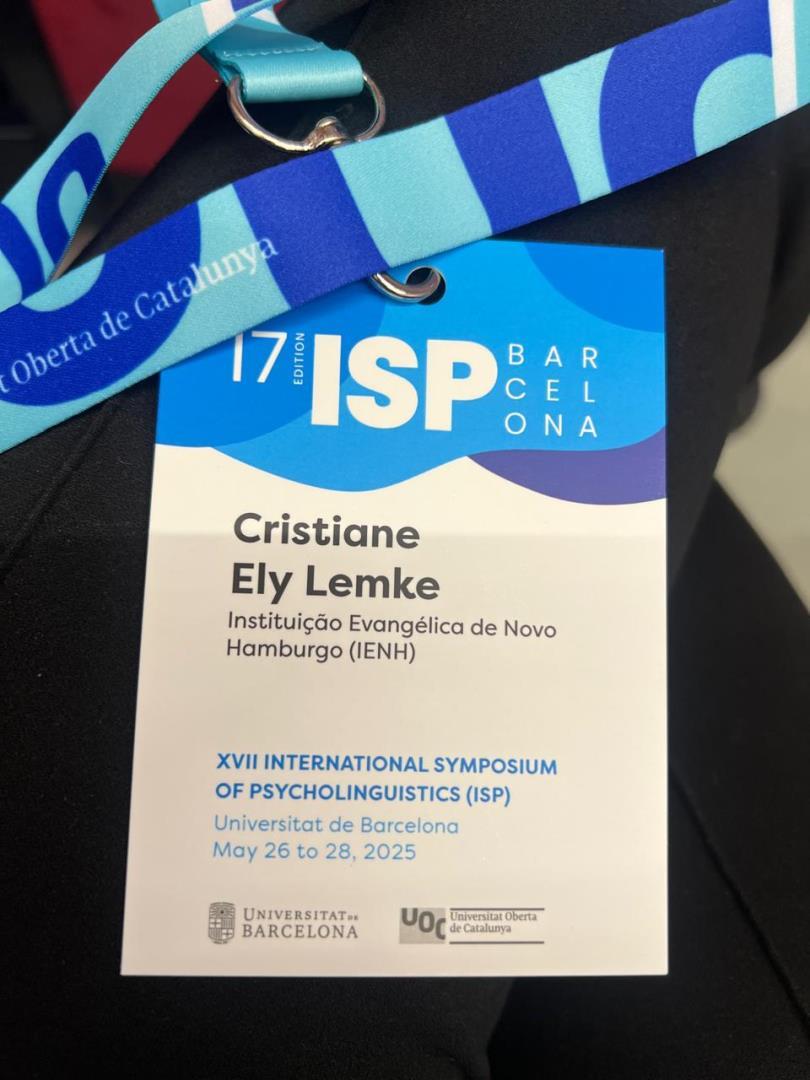 t Oberta de Catalunya
17 EDITION ISP BAR
CEL
ONA
Cristiane
Ely Lemke
Instituição Evangélica de Novo
Hamburgo (IENH)
XVII INTERNATIONAL SYMPOSIUM
OF PSYCHOLINGUISTICS (ISP)
Universitat de Barcelona
May 26 to 28, 2025
UNIVERSITAT DE
BARCELONA
UOC
Universitat Oberta
de Catalunya